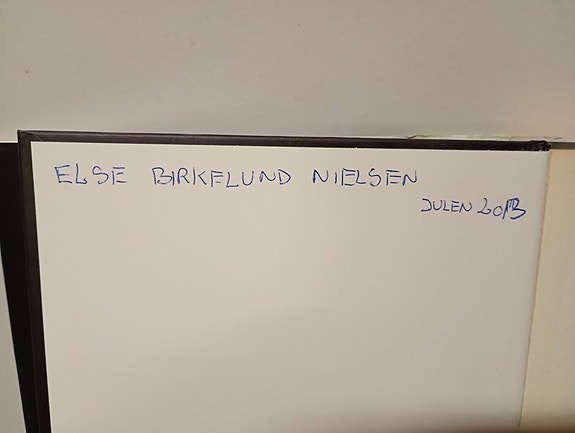 ELSE BIRKELUND NIELSEN
JULEN 2013